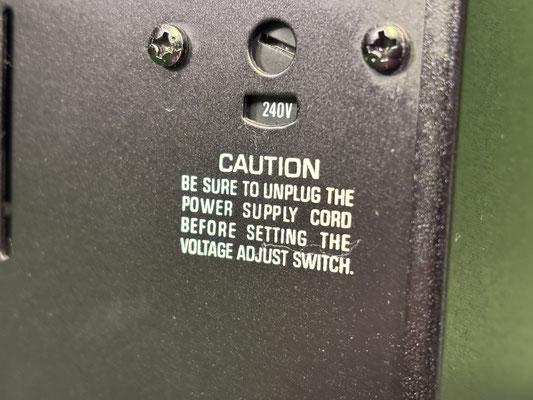 240V
CAUTION
BE SURE TO UNPLUG THE
POWER SUPPLY CORD
BEFORE SETTING THE
VOLTAGE ADJUST SWITCH.